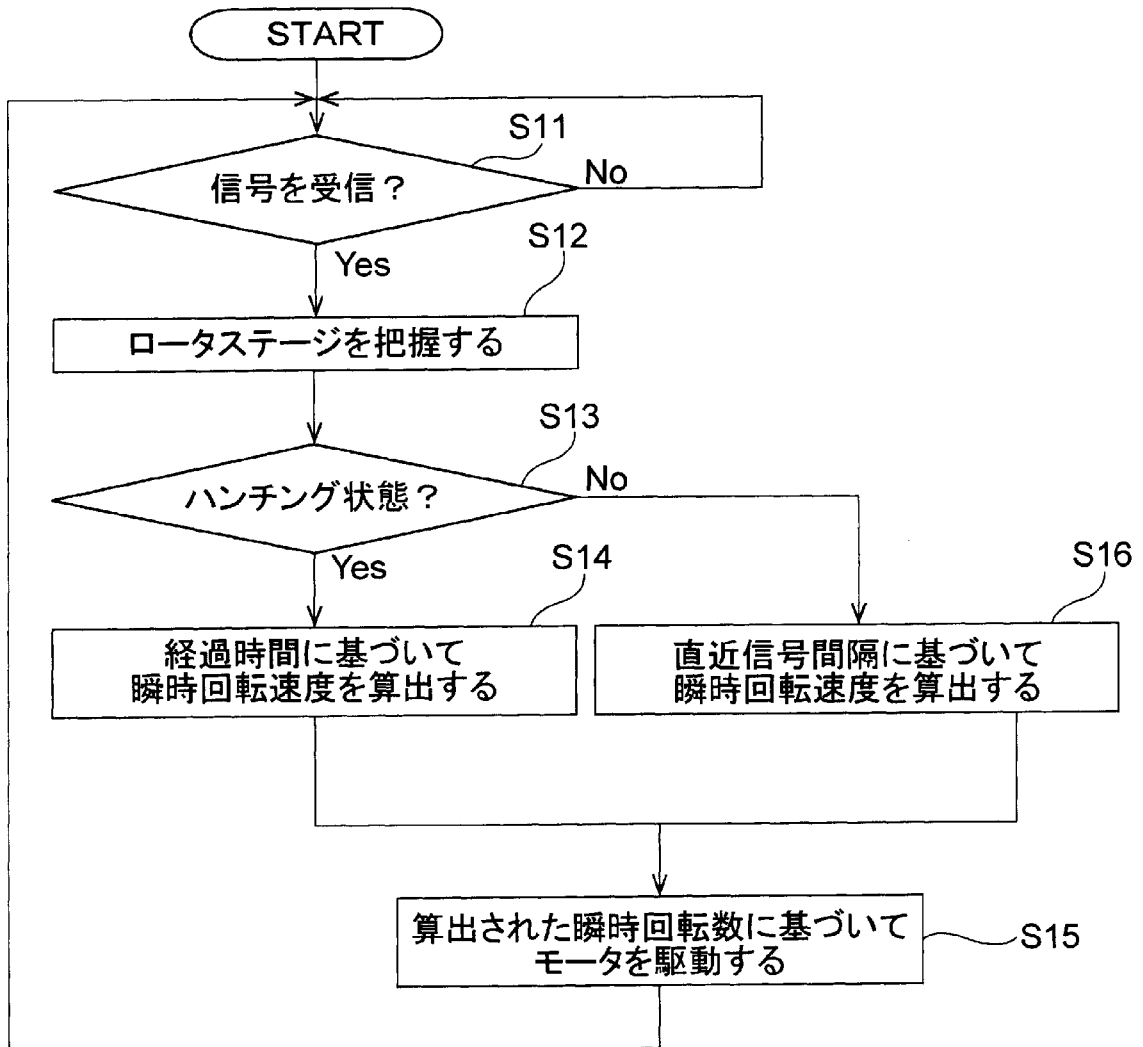 START
S11
信号を受信？
No
Yes
S12
ロータステージを把握する
S13
ハンチング状態？
No
Yes
S14
経過時間に基づいて
瞬時回転速度を算出する
S16
直近信号間隔に基づいて
瞬時回転速度を算出する
算出された瞬時回転数に基づいて
モータを駆動する
S15